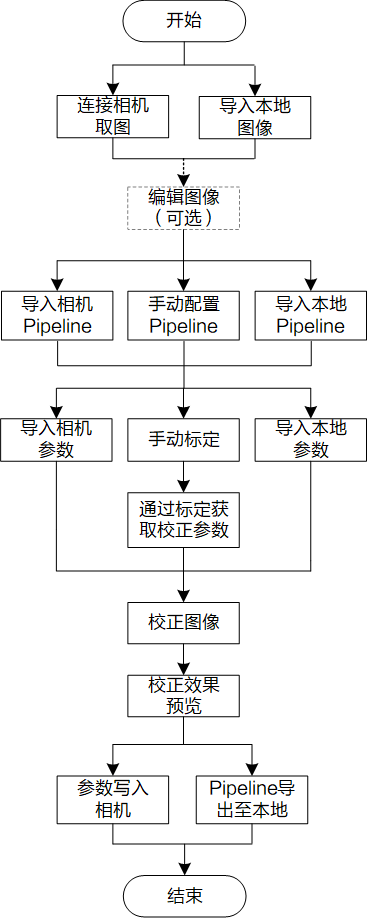 开始
连接相机
取图
导入本地
图像
编辑图像
（可选）
导入相机
Pipeline
手动配置
Pipeline
导入本地
Pipeline
导入相机
参数
手动标定
导入本地
参数
通过标定获
取校正参数
校正图像
校正效果
预览
参数写入
相机
Pipeline导
出至本地
结束